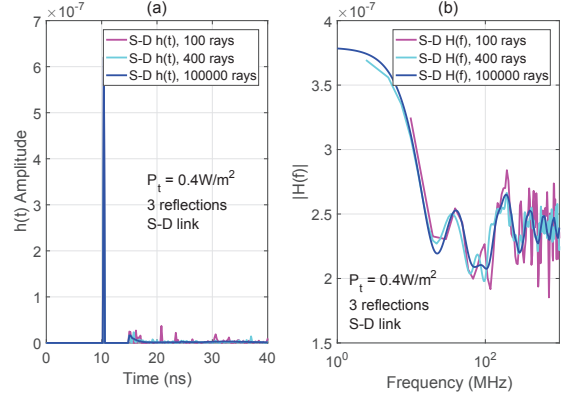 (a)
×10⁻⁷
7
6
5
4
3
2
1
0
h(t) Amplitude
S-D h(t), 100 rays
S-D h(t), 400 rays
S-D h(t), 100000 rays
Pₜ = 0.4W/m²
3 reflections
S-D link
0 10 20 30 40
Time (ns)
(b)
4 ×10⁻⁷
3.5
3
2.5
2
1.5
|H(f)|
S-D H(f), 100 rays
S-D H(f), 400 rays
S-D H(f), 100000 rays
Pₜ = 0.4W/m²
3 reflections
S-D link
10⁰ 10²
Frequency (MHz)